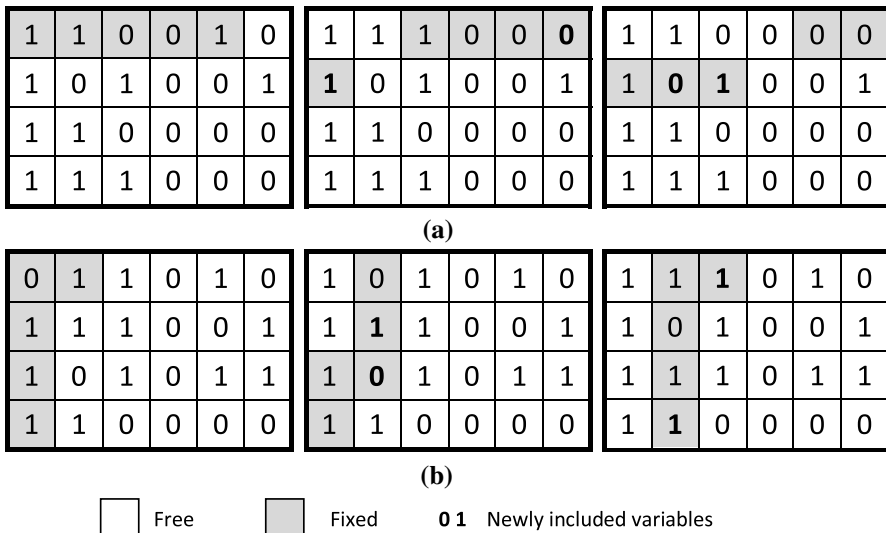 1 1 0 0 1 0 1 1 1 0 0 0 1 1 0 0 0 0
1 0 1 0 0 1 1 0 1 0 0 1 1 0 1 0 0 1
1 1 0 0 0 0 1 1 0 0 0 0 1 1 0 0 0 0
1 1 1 0 0 0 1 1 1 0 0 0 1 1 1 0 0 0
(a)
0 1 1 0 1 0 1 0 1 0 1 0 1 1 1 0 1 0
1 1 1 0 0 1 1 1 1 0 0 1 1 0 1 0 0 1
1 0 1 0 1 1 1 0 1 0 1 1 1 1 1 0 1 1
1 1 0 0 0 0 1 1 0 0 0 0 1 1 0 0 0 0
(b)
Free Fixed 0 1 Newly included variables